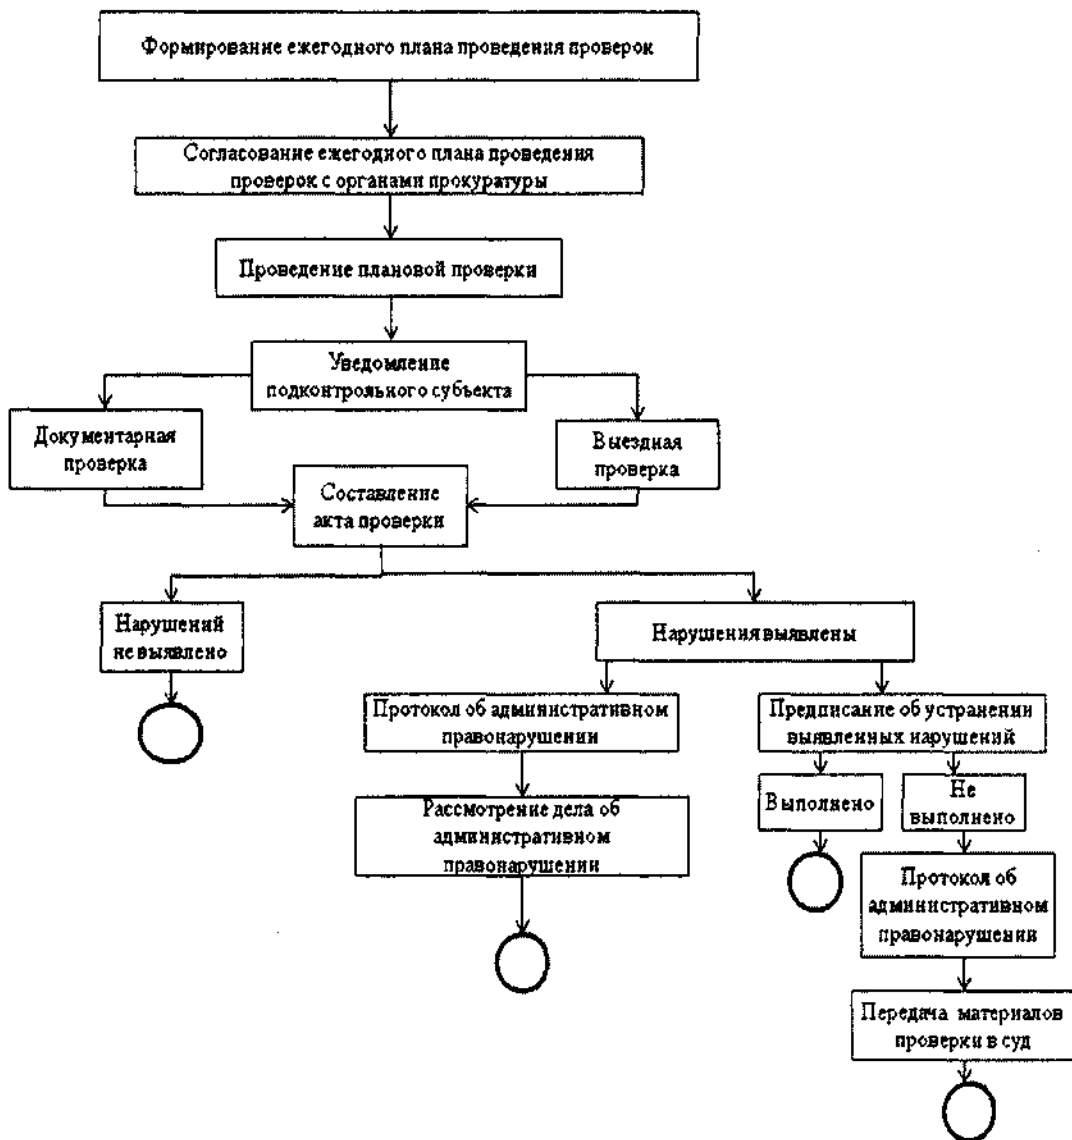 Формирование ежегодного плана проведения проверок
Согласование ежегодного плана проведения
проверок с органами прокуратуры
Проведение плановой проверки
Уведомление
подконтрольного субъекта
Документарная
проверка
Выездная
проверка
Составление
акта проверки
Нарушений
не выявлено
Нарушения выявлены
Протокол об административном
правонарушении
Предписание об устранении
выявленных нарушений
Рассмотрение дела об
административном
правонарушении
Выполнено
Не
выполнено
Протокол об
административном
правонарушении
Передача материалов
проверки в суд